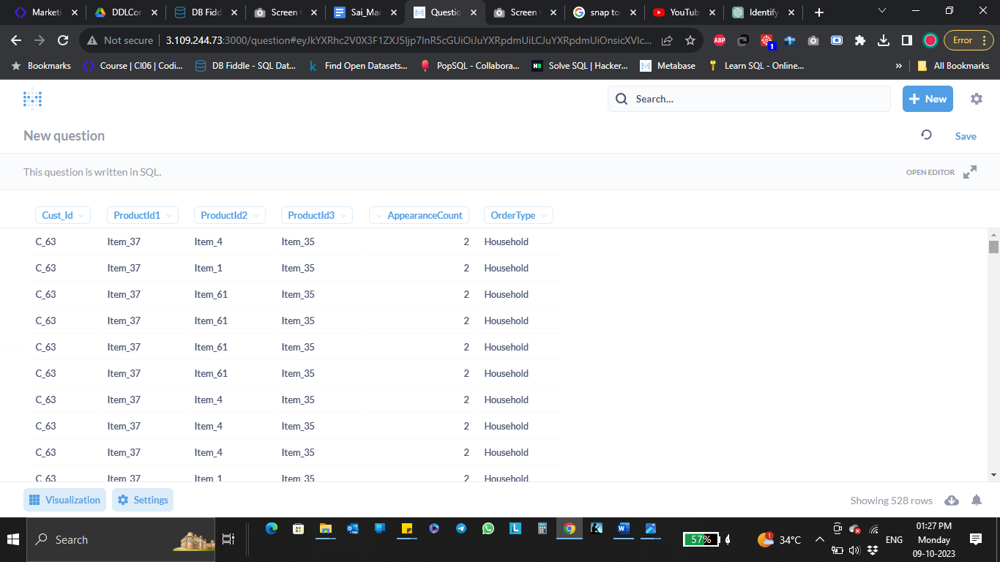 Marketi
DDLCor
DB Fidd
Screen
Sai_Mar
Questio
Screen
snap to
YouTub
Identify
Not secure
3.109.244.73:3000/question#eyJkYXRhc2V0X3F1ZXJ5Ijp7InR5cGUiOiJuYXRpdmUiLCJuYXRpdmUiOnsicXVlc...
ABP
1
Error
Bookmarks
Course | CI06 | Codi...
DB Fiddle - SQL Dat...
Find Open Datasets...
PopSQL - Collabora...
Solve SQL | Hacker...
Metabase
Learn SQL - Online...
»
All Bookmarks
Search...
+ New
New question
Save
This question is written in SQL.
OPEN EDITOR
Cust_Id ProductId1 ProductId2 ProductId3 AppearanceCount OrderType
C_63 Item_37 Item_4 Item_35 2 Household
C_63 Item_37 Item_1 Item_35 2 Household
C_63 Item_37 Item_61 Item_35 2 Household
C_63 Item_37 Item_61 Item_35 2 Household
C_63 Item_37 Item_61 Item_35 2 Household
C_63 Item_37 Item_61 Item_35 2 Household
C_63 Item_37 Item_4 Item_35 2 Household
C_63 Item_37 Item_4 Item_35 2 Household
C_63 Item_37 Item_4 Item_35 2 Household
C_63 Item_37 Item_1 Item_35 2 Household
Visualization
Settings
Showing 528 rows
Search
57%
1
34°C
ENG
01:27 PM
Monday
09-10-2023